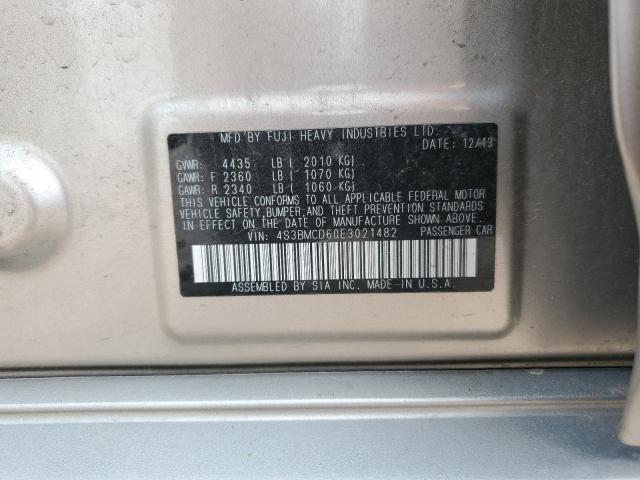 MFD BY FUJI HEAVY INDUSTRIES LTD.
DATE: 12/13
GVWR: 4435 LB ( 2010 KG)
GAWR: F 2360 LB ( 1070 KG)
GAWR: R 2340 LB ( 1060 KG)
THIS VEHICLE CONFORMS TO ALL APPLICABLE FEDERAL MOTOR
VEHICLE SAFETY, BUMPER, AND THEFT PREVENTION STANDARDS
IN EFFECT ON THE DATE OF MANUFACTURE SHOWN ABOVE.
VIN: 4S3BMCD60E3021482 PASSENGER CAR
ASSEMBLED BY SIA INC. MADE IN U.S.A.